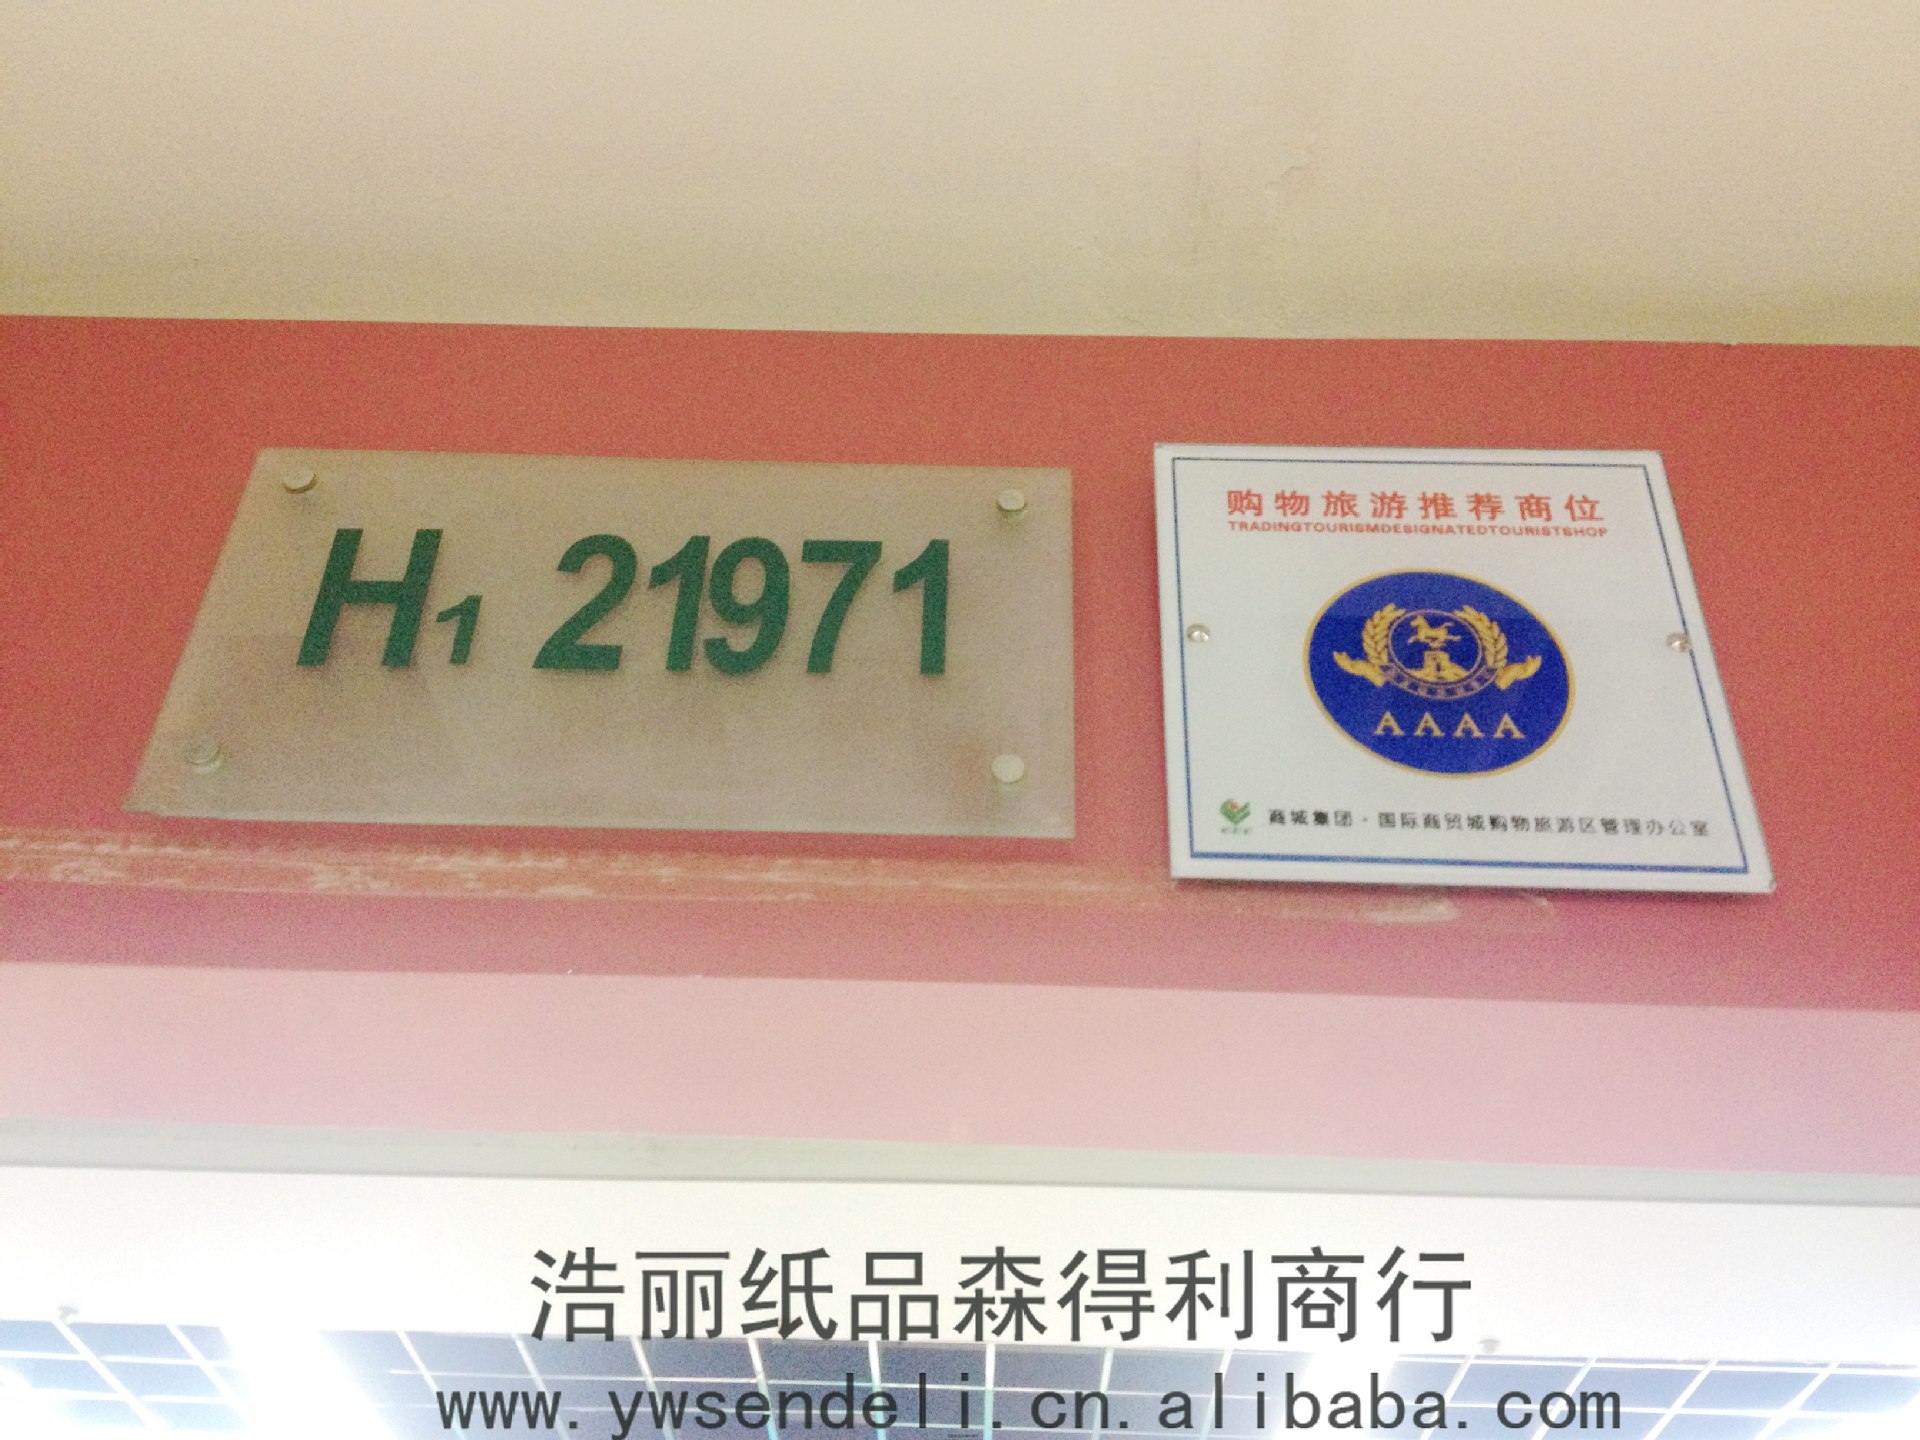 H1 21971
购物旅游推荐商位
TRADINGTOURISMDESIGNATEDTOURISTSHOP
AAAA
商城集团·国际商贸城购物旅游区管理办公室
浩丽纸品森得利商行
www.ywsendeli.cn.alibaba.com